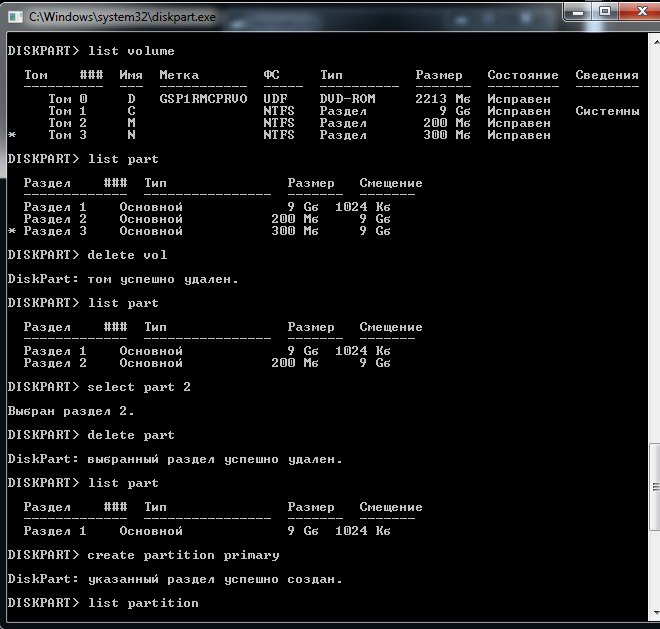 C:\Windows\system32\diskpart.exe
DISKPART> list volume
Том ### Имя Метка ФС Тип Размер Состояние Сведения
---------- --- ----------- ----- ---------- ------- --------- --------
Том 0 D GSP1RMCPRVO UDF DVD-ROM 2213 Мб Исправен
Том 1 C NTFS Раздел 9 Gб Исправен Системны
Том 2 M NTFS Раздел 200 Мб Исправен
* Том 3 N NTFS Раздел 300 Мб Исправен
DISKPART> list part
Раздел ### Тип Размер Смещение
------------- ---------------- ------- -------
Раздел 1 Основной 9 Gб 1024 Кб
Раздел 2 Основной 200 Мб 9 Gб
* Раздел 3 Основной 300 Мб 9 Gб
DISKPART> delete vol
DiskPart: том успешно удален.
DISKPART> list part
Раздел ### Тип Размер Смещение
------------- ---------------- ------- -------
Раздел 1 Основной 9 Gб 1024 Кб
Раздел 2 Основной 200 Мб 9 Gб
DISKPART> select part 2
Выбран раздел 2.
DISKPART> delete part
DiskPart: выбранный раздел успешно удален.
DISKPART> list part
Раздел ### Тип Размер Смещение
------------- ---------------- ------- -------
Раздел 1 Основной 9 Gб 1024 Кб
DISKPART> create partition primary
DiskPart: указанный раздел успешно создан.
DISKPART> list partition